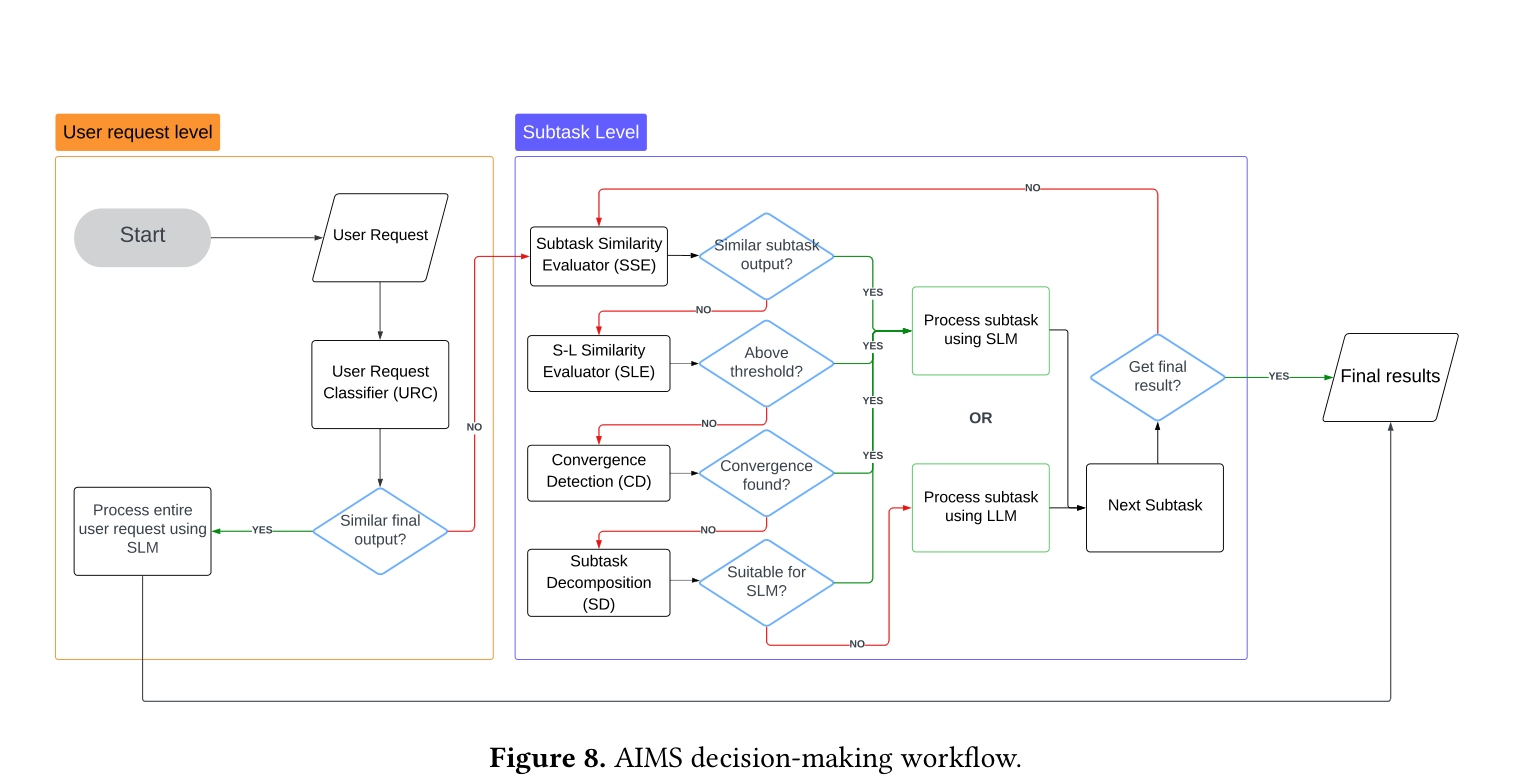 User request level
Subtask Level
Start
User Request
User Request
Classifier (URC)
Similar final
output?
YES
Process entire
user request using
SLM
NO
Subtask Similarity
Evaluator (SSE)
Similar subtask
output?
YES
NO
S-L Similarity
Evaluator (SLE)
Above
threshold?
YES
NO
Convergence
Detection (CD)
Convergence
found?
YES
NO
Subtask
Decomposition
(SD)
Suitable for
SLM?
YES
NO
Process subtask
using SLM
OR
Process subtask
using LLM
Next Subtask
Get final
result?
NO
YES
Final results
Figure 8. AIMS decision-making workflow.